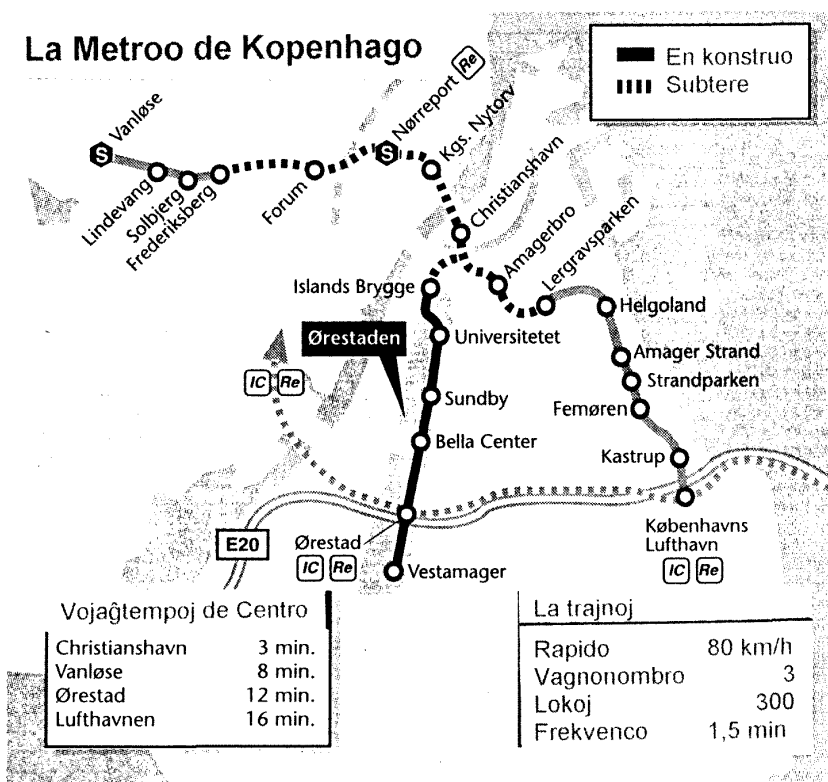 La Metroo de Kopenhago
En konstruo
Subtere
S
Vanløse
Lindevang
Solbjerg
Frederiksberg
Forum
S
Nørreport
Re
Kgs. Nytorv
Christianshavn
Amagerbro
Lergravsparken
Islands Brygge
Helgoland
Ørestaden
Universitetet
Amager Strand
IC Re
Strandparken
Sundby
Femøren
Bella Center
Kastrup
E20
Ørestad
IC Re
Københavns
Lufthavn
IC Re
Vestamager
Vojaĝtempoj de Centro
Christianshavn 3 min.
Vanløse 8 min.
Ørestad 12 min.
Lufthavnen 16 min.
La trajnoj
Rapido 80 km/h
Vagnonombro 3
Lokoj 300
Frekvenco 1,5 min